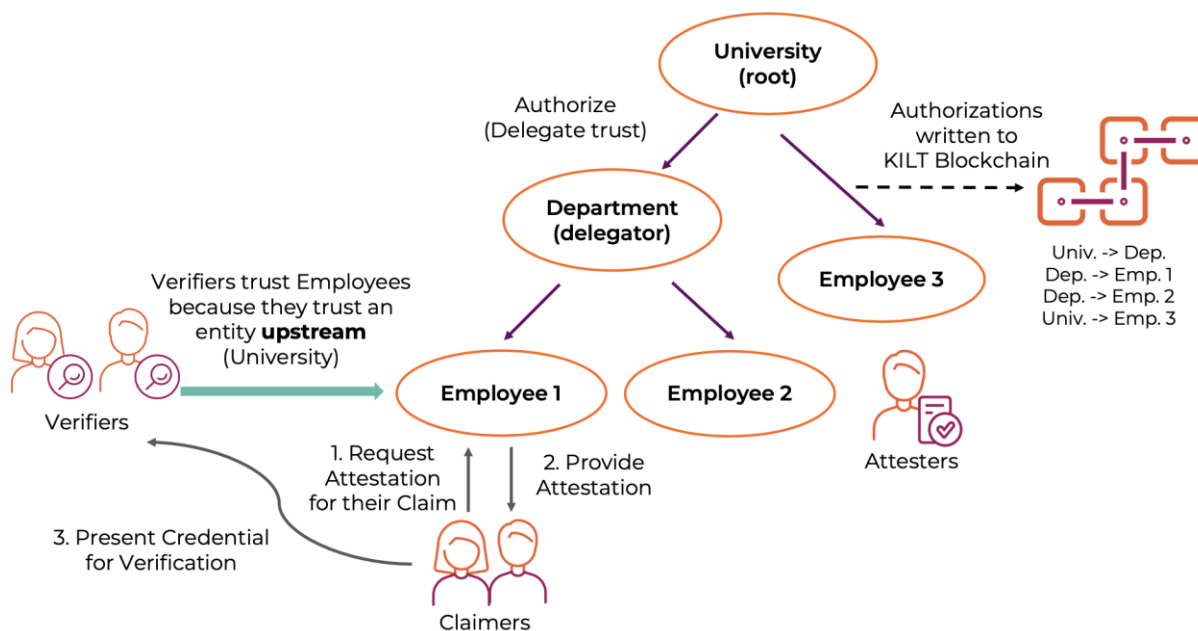 University
(root)
Authorize
(Delegate trust)
Authorizations
written to
KILT Blockchain
Department
(delegator)
Employee 3
Univ. -> Dep.
Dep. -> Emp. 1
Dep. -> Emp. 2
Univ. -> Emp. 3
Verifiers trust Employees
because they trust an
entity upstream
(University)
Verifiers
Employee 1
Employee 2
Attesters
1. Request
Attestation
for their Claim
2. Provide
Attestation
3. Present Credential
for Verification
Claimers